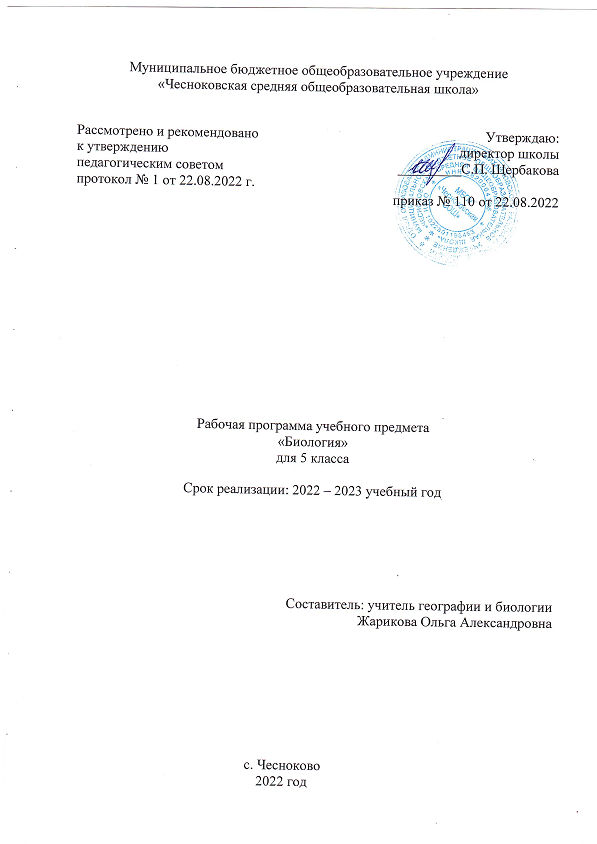 Муниципальное бюджетное общеобразовательное учреждение
«Чесноковская средняя общеобразовательная школа»
Рассмотрено и рекомендовано
к утверждению
педагогическим советом
протокол № 1 от 22.08.2022 г.
Утверждаю:
директор школы
С.П. Щербакова
приказ № 110 от 22.08.2022
Рабочая программа учебного предмета
«Биология»
для 5 класса
Срок реализации: 2022 – 2023 учебный год
Составитель: учитель географии и биологии
Жарикова Ольга Александровна
с. Чесноково
2022 год